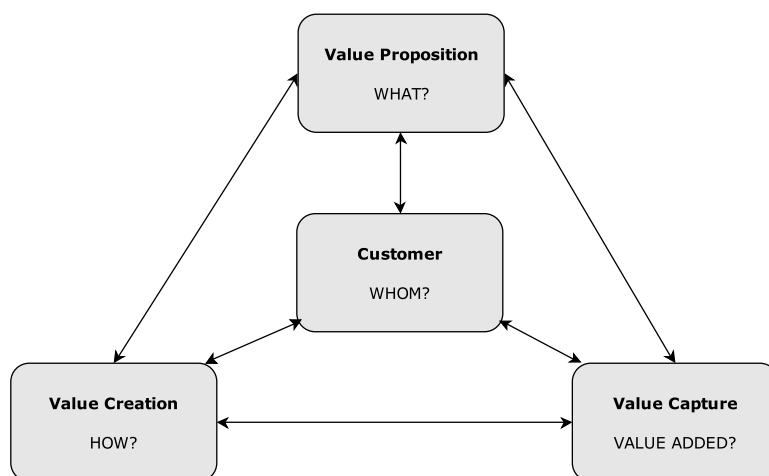 Value Proposition
WHAT?
Customer
WHOM?
Value Creation
HOW?
Value Capture
VALUE ADDED?